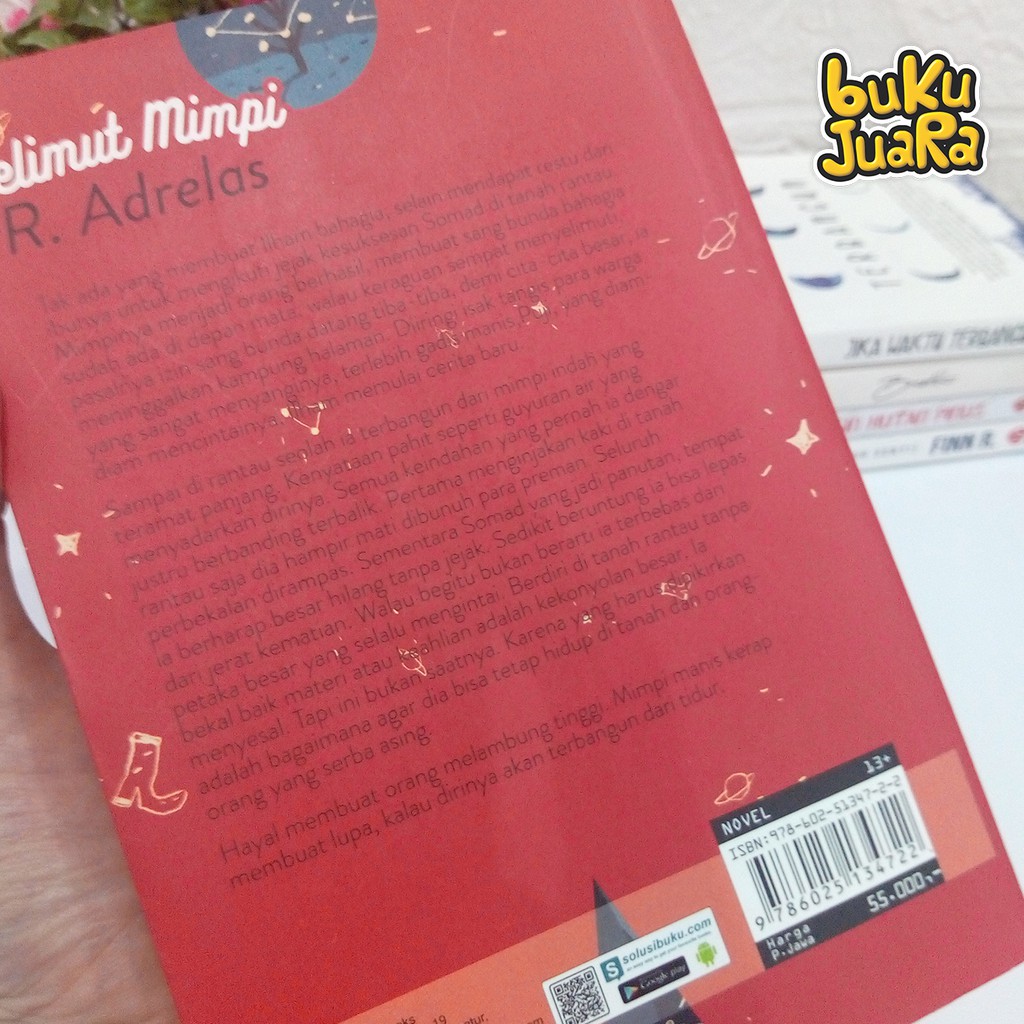 buku
Juara
elimut Mimpi
R. Adrelas
Tak ada yang membuat Ilham bahagia, selain mendapat restu dari
ibunya untuk mengikuti jejak kesuksesan Somad di tanah rantau.
Mimpinya menjadi orang berhasil, membuat sang bunda bahagia
sudah ada di depan mata, walau keraguan sempat menyelimuti,
pasalnya izin sang bunda datang tiba-tiba, demi cita-cita besar, ia
meninggalkan kampung halaman. Diiringi isak tangis para warga
yang sangat menyanginya, terlebih gadis manis, Puji, yang diam
diam mencintainya, Ilham memulai cerita baru.
Sampai di rantau seolah ia terbangun dari mimpi indah yang
teramat panjang. Kenyataan pahit seperti guyuran air yang
menyadarkan dirinya. Semua keindahan yang pernah ia dengar
justru berbanding terbalik. Pertama menginjakan kaki di tanah
rantau saja dia hampir mati dibunuh para preman. Seluruh
perbekalan dirampas. Sementara Somad yang jadi panutan, tempat
ia berharap besar hilang tanpa jejak. Sedikit beruntung ia bisa lepas
dari jerat kematian. Walau begitu bukan berarti ia terbebas dari
petaka besar yang selalu mengintai. Berdiri di tanah rantau tanpa
bekal baik materi atau keahlian adalah kekonyolan besar. Ia
menyesal. Tapi ini bukan saatnya. Karena yang harus dipikirkan
adalah bagaimana agar dia bisa tetap hidup di tanah dan orang-
orang yang serba asing.
Hayal membuat orang melambung tinggi. Mimpi manis kerap
membuat lupa, kalau dirinya akan terbangun dari tidur.
NOVEL 13+
ISBN:978-602-51347-2-2
9 786025 134722
Harga
P.Jawa 55.000,-
solusibuku.com
Google play
19
JIKA WAKTU TERBANG
FINN R.